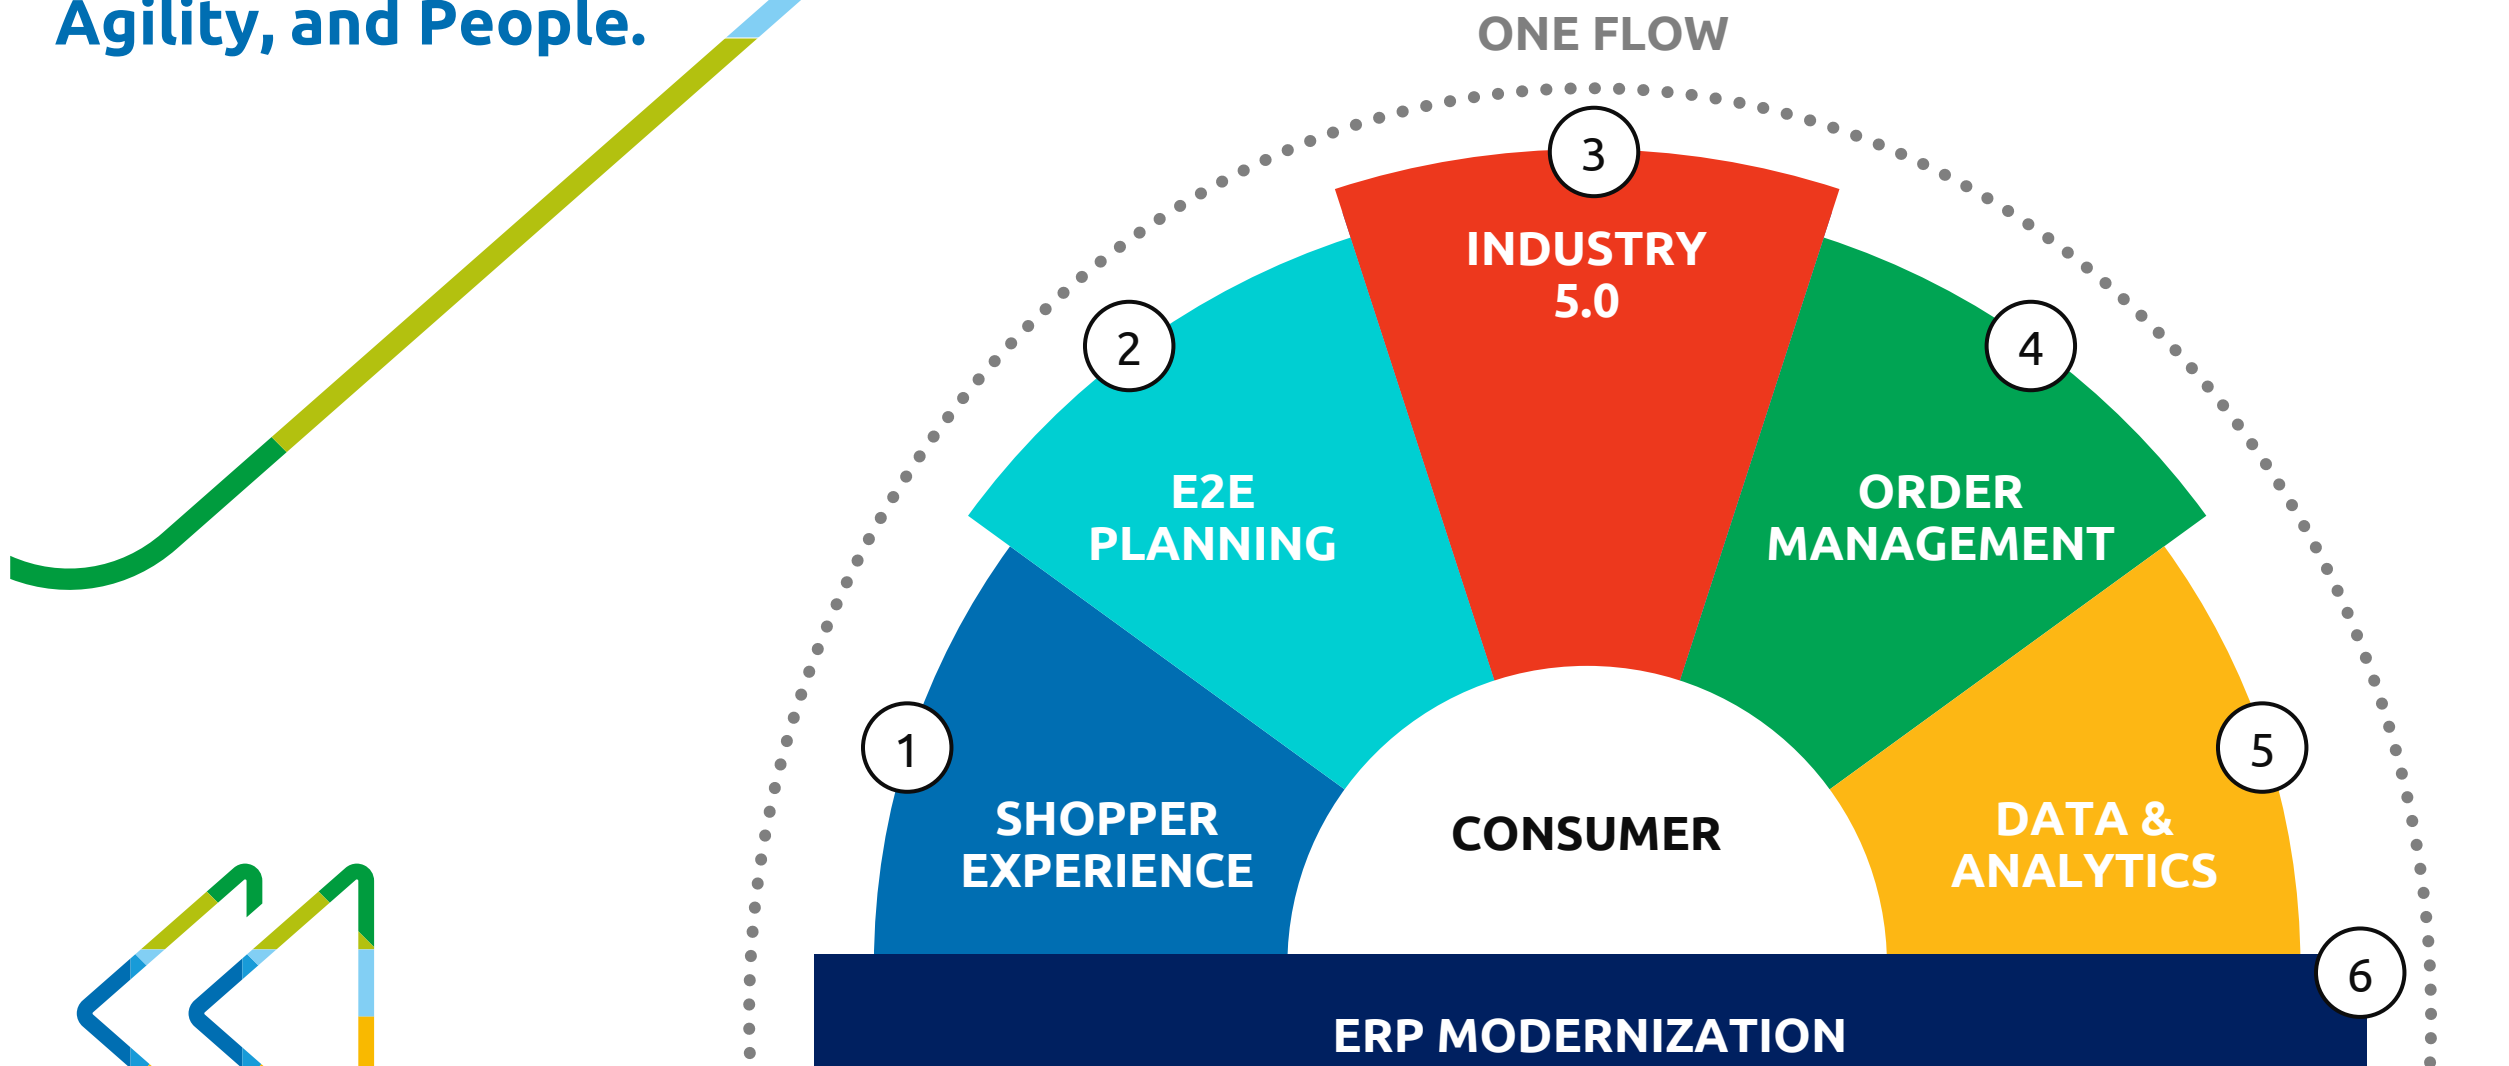 Agility, and People.
ONE FLOW
3
INDUSTRY
5.0
2
E2E
PLANNING
4
ORDER
MANAGEMENT
1
SHOPPER
EXPERIENCE
CONSUMER
5
DATA &
ANALYTICS
6
ERP MODERNIZATION